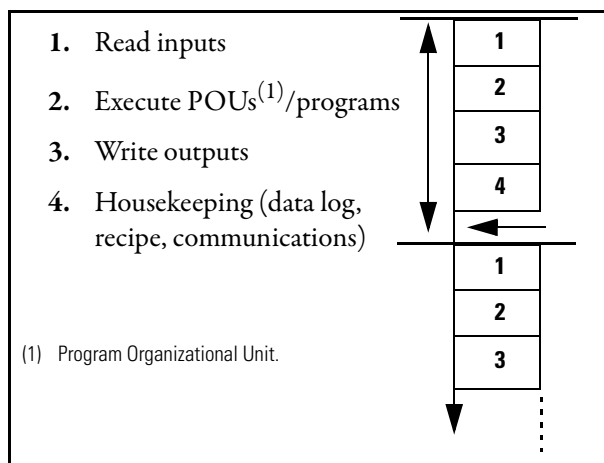 1. Read inputs
2. Execute POUs(1)/programs
3. Write outputs
4. Housekeeping (data log,
recipe, communications)
(1) Program Organizational Unit.
1
2
3
4
1
2
3